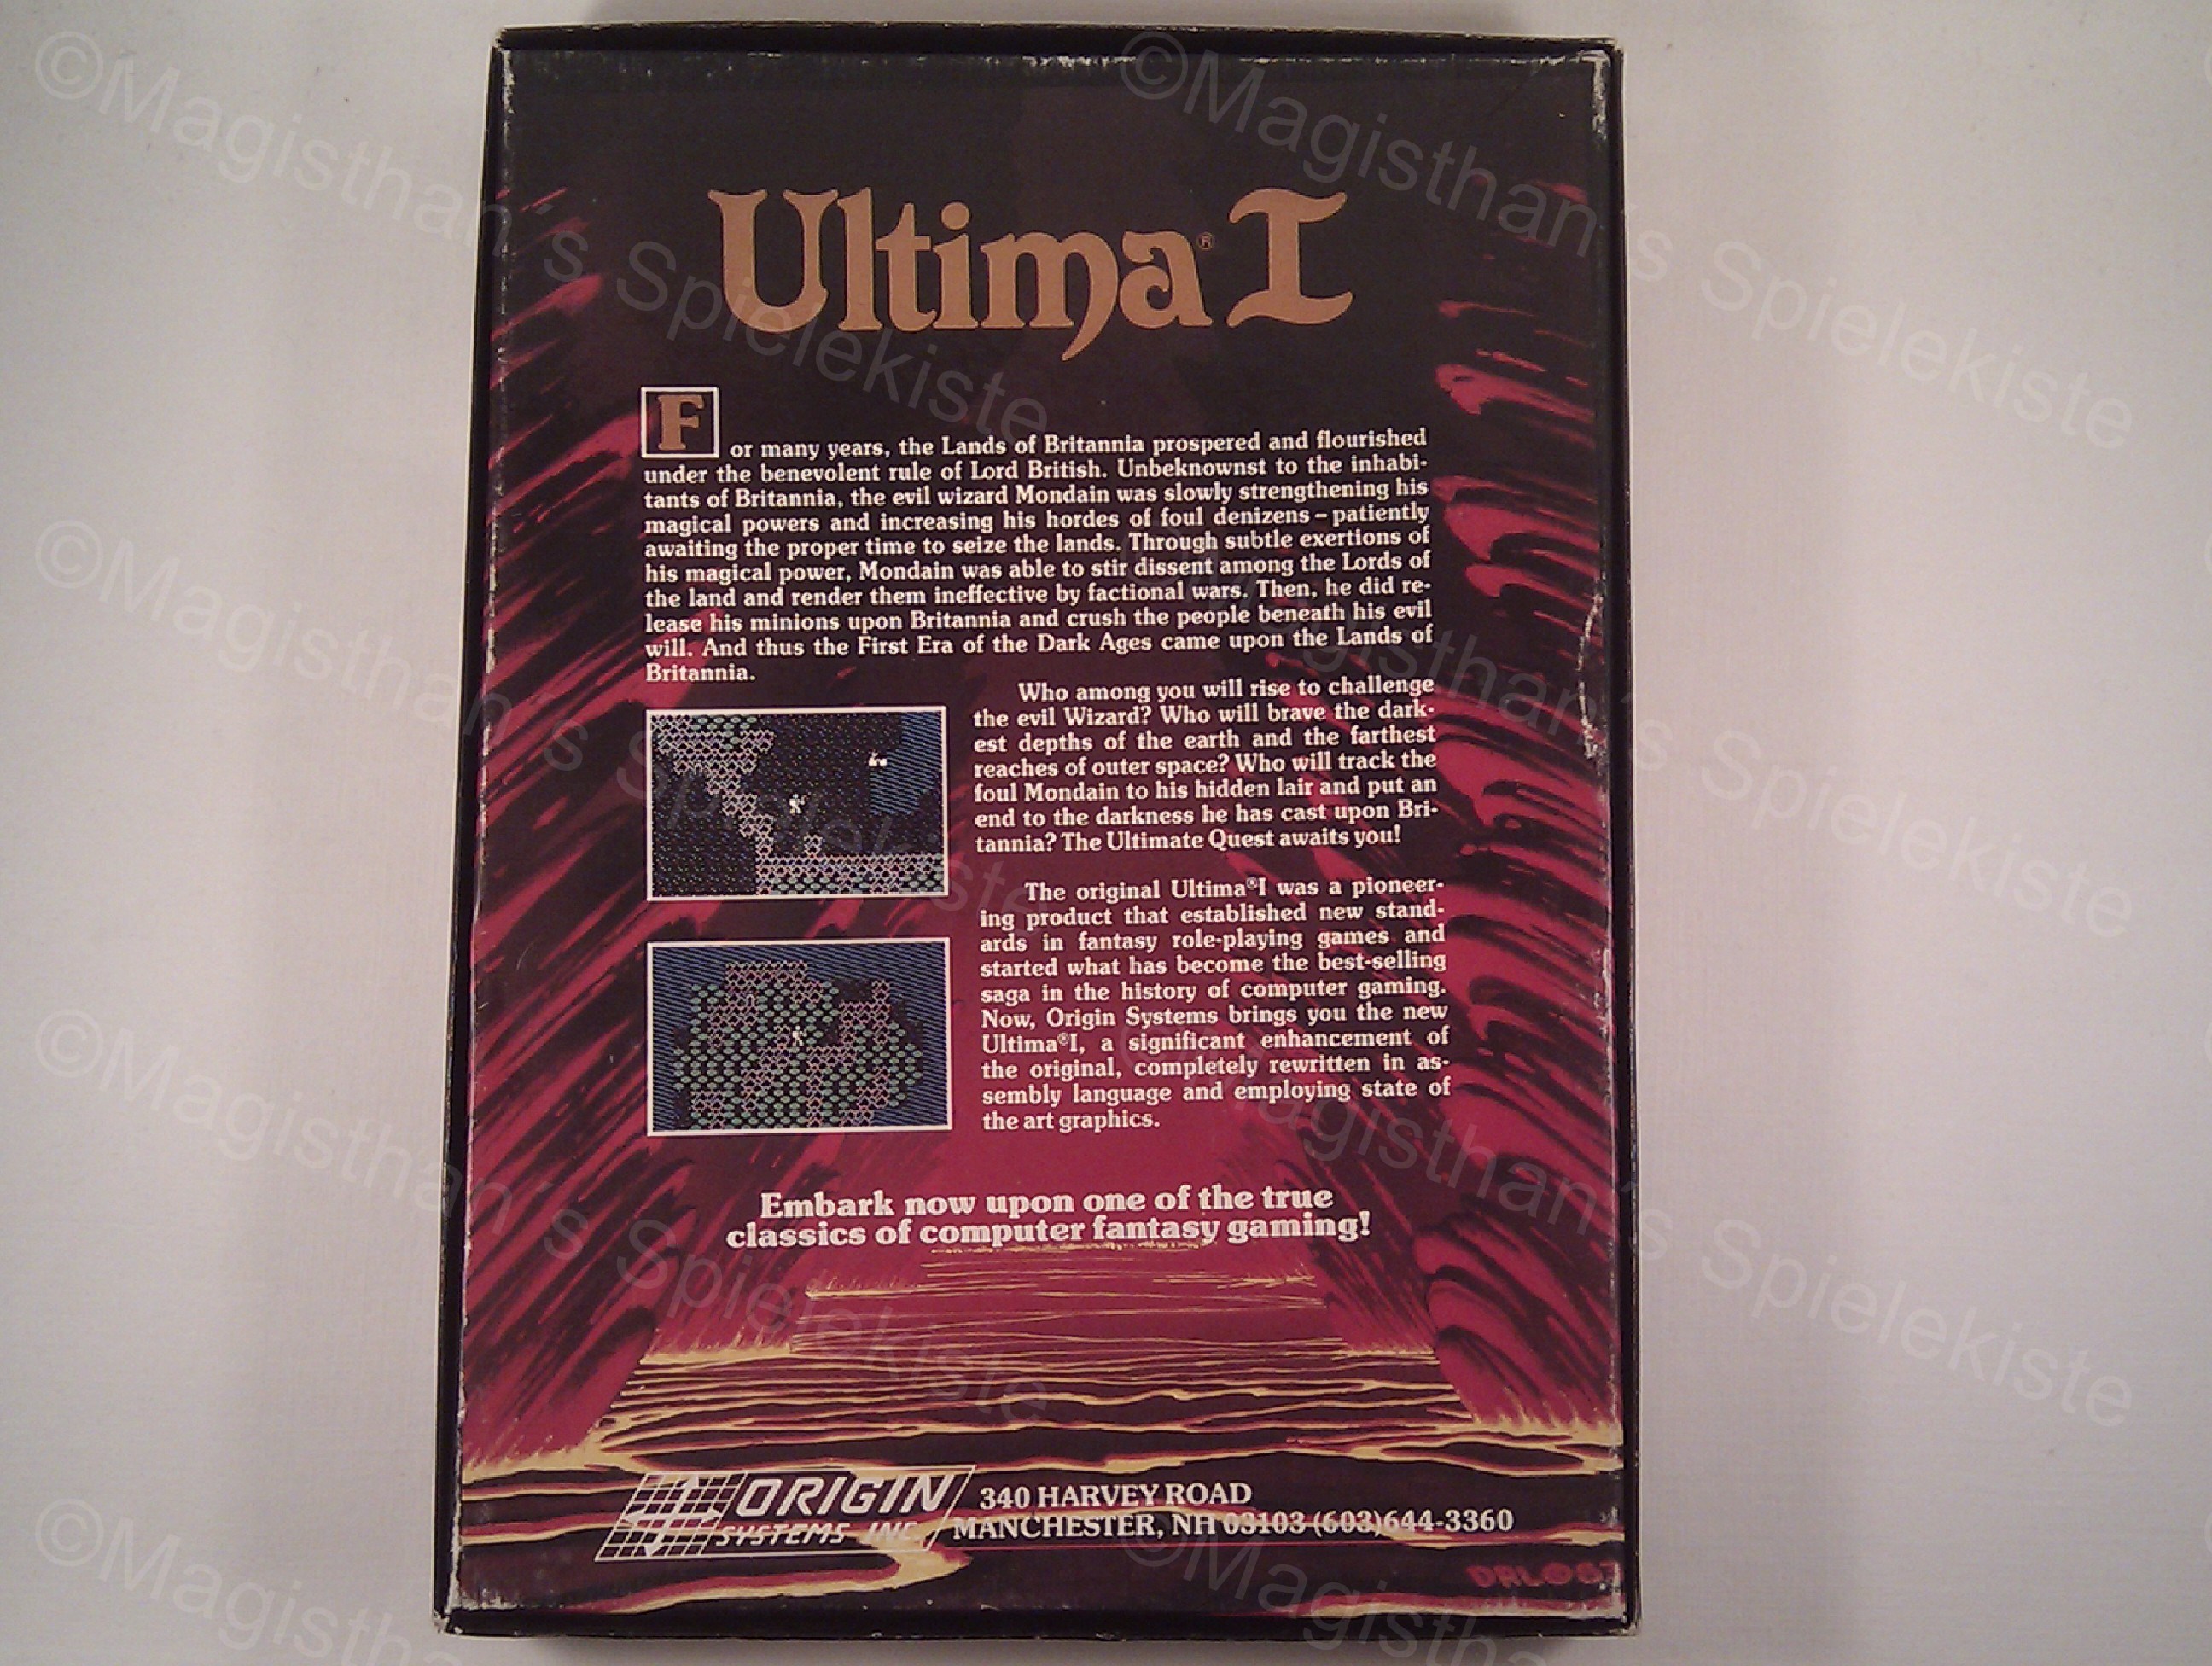 Ultima® I
For many years, the Lands of Britannia prospered and flourished
under the benevolent rule of Lord British. Unbeknownst to the inhabi-
tants of Britannia, the evil wizard Mondain was slowly strengthening his
magical powers and increasing his hordes of foul denizens – patiently
awaiting the proper time to seize the lands. Through subtle exertions of
his magical power, Mondain was able to stir dissent among the Lords of
the land and render them ineffective by factional wars. Then, he did re-
lease his minions upon Britannia and crush the people beneath his evil
will. And thus the First Era of the Dark Ages came upon the Lands of
Britannia.
Who among you will rise to challenge
the evil Wizard? Who will brave the dark-
est depths of the earth and the farthest
reaches of outer space? Who will track the
foul Mondain to his hidden lair and put an
end to the darkness he has cast upon Bri-
tannia? The Ultimate Quest awaits you!
The original Ultima®I was a pioneer-
ing product that established new stand-
ards in fantasy role-playing games and
started what has become the best-selling
saga in the history of computer gaming.
Now, Origin Systems brings you the new
Ultima®I, a significant enhancement of
the original, completely rewritten in as-
sembly language and employing state of
the art graphics.
Embark now upon one of the true
classics of computer fantasy gaming!
ORIGIN
SYSTEMS INC.
340 HARVEY ROAD
MANCHESTER, NH 03103 (603)644-3360
©Magisthan´s Spielekiste
©Magisthan´s Spielekiste
©Magisthan´s Spielekiste
©Magisthan´s Spielekiste
©Magisthan´s Spielekiste
©Magisthan´s Spielekiste
©Magisth
©Magisthan